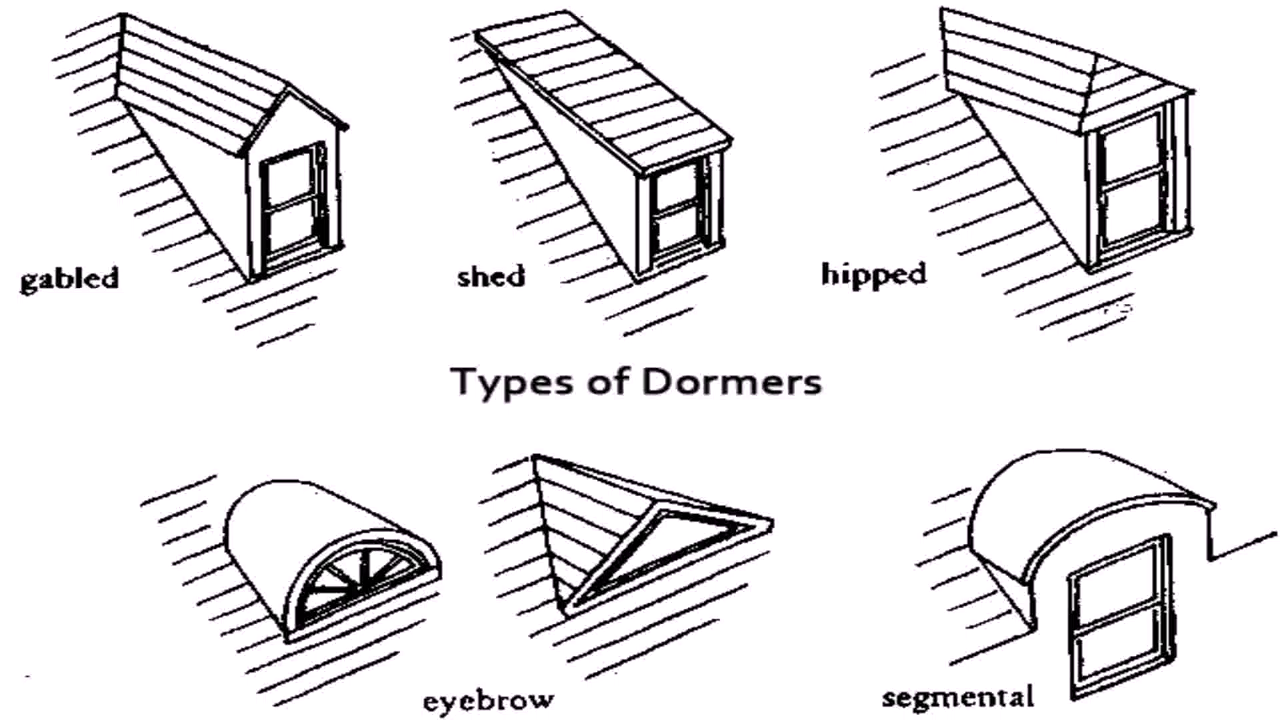 gabled
shed
hipped
Types of Dormers
eyebrow
segmental